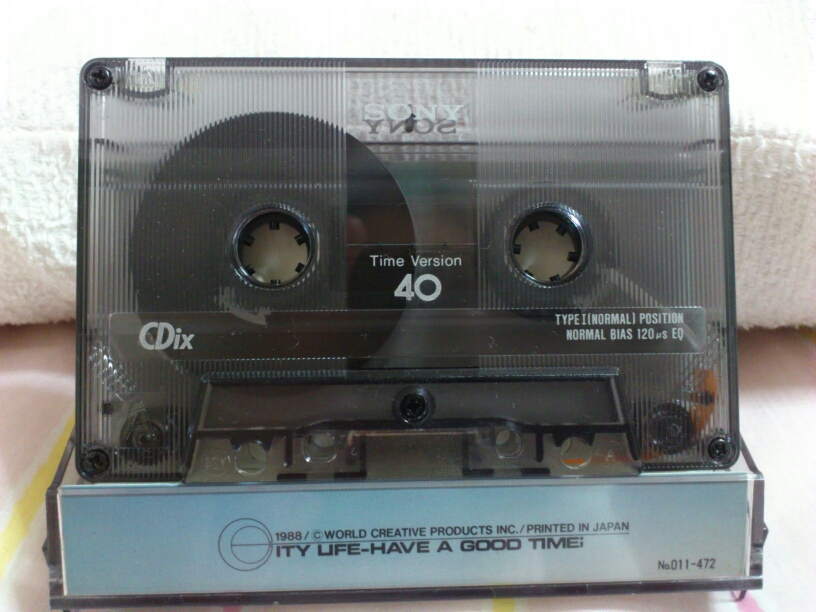 SONY
Time Version
40
CDix
TYPE I(NORMAL) POSITION
NORMAL BIAS 120μs EQ
1988/©WORLD CREATIVE PRODUCTS INC./PRINTED IN JAPAN
CITY LIFE-HAVE A GOOD TIME;
No.011-472